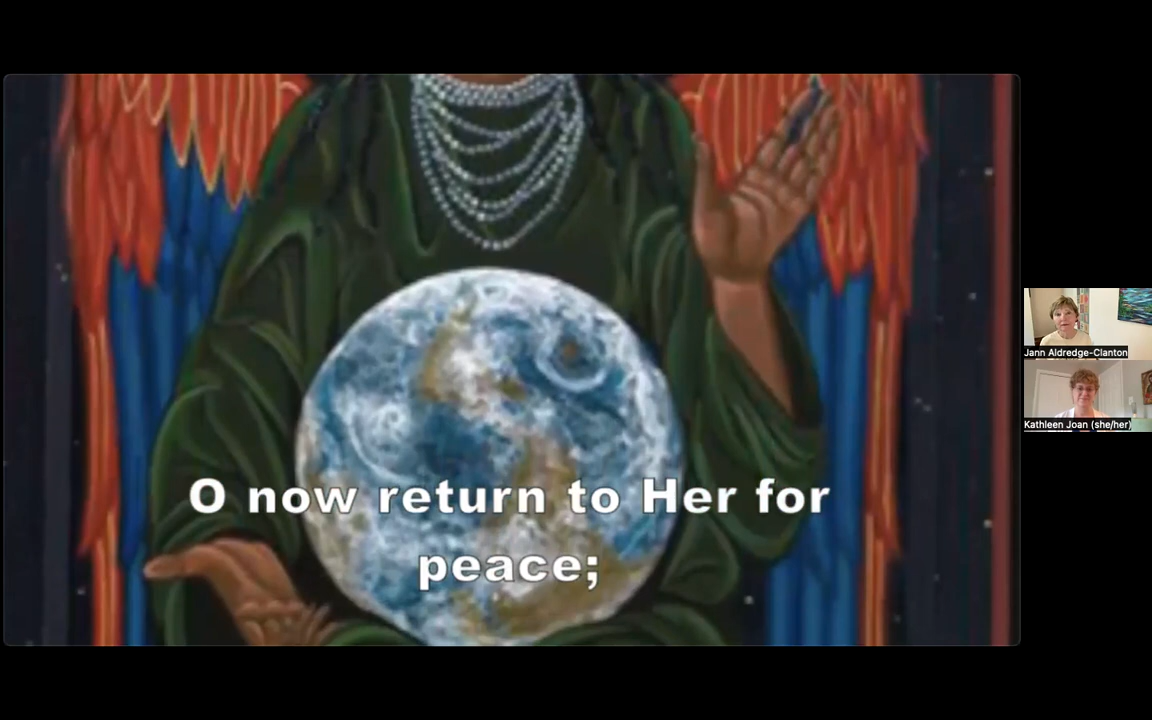 O now return to Her for
peace;
Jann Aldredge-Clanton
Kathleen Joan (she/her)